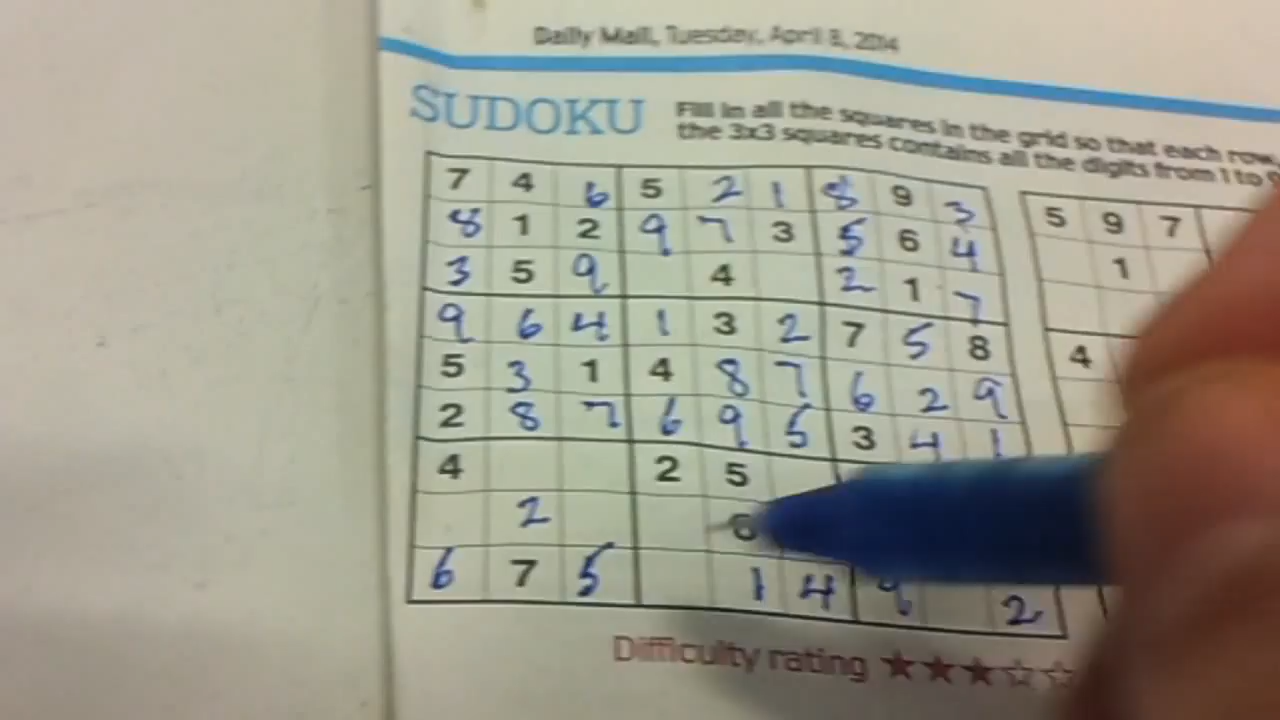 Daily Mail, Tuesday, April 8, 2014
SUDOKU
Fill in all the squares in the grid so that each row,
the 3x3 squares contains all the digits from 1 to 9
7 4 6 5 2 1 8 9 3
8 1 2 9 7 3 5 6 4
3 5 9 4 2 1 7
9 6 4 1 3 2 7 5 8
5 3 1 4 8 7 6 2 9
2 8 7 6 9 5 3 4 1
4 2 5
2 6
6 7 5 1 4 9 2
5 9 7
1
4
Difficulty rating ★★★☆☆